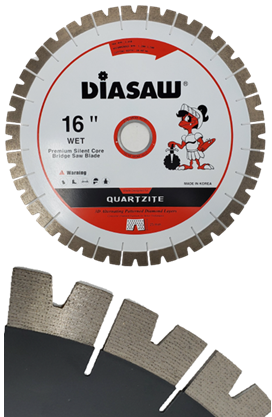 DIASAW®
16" 
WET
Premium Silent Core
Bridge Saw Blade
Warning
MADE IN KOREA
QUARTZITE